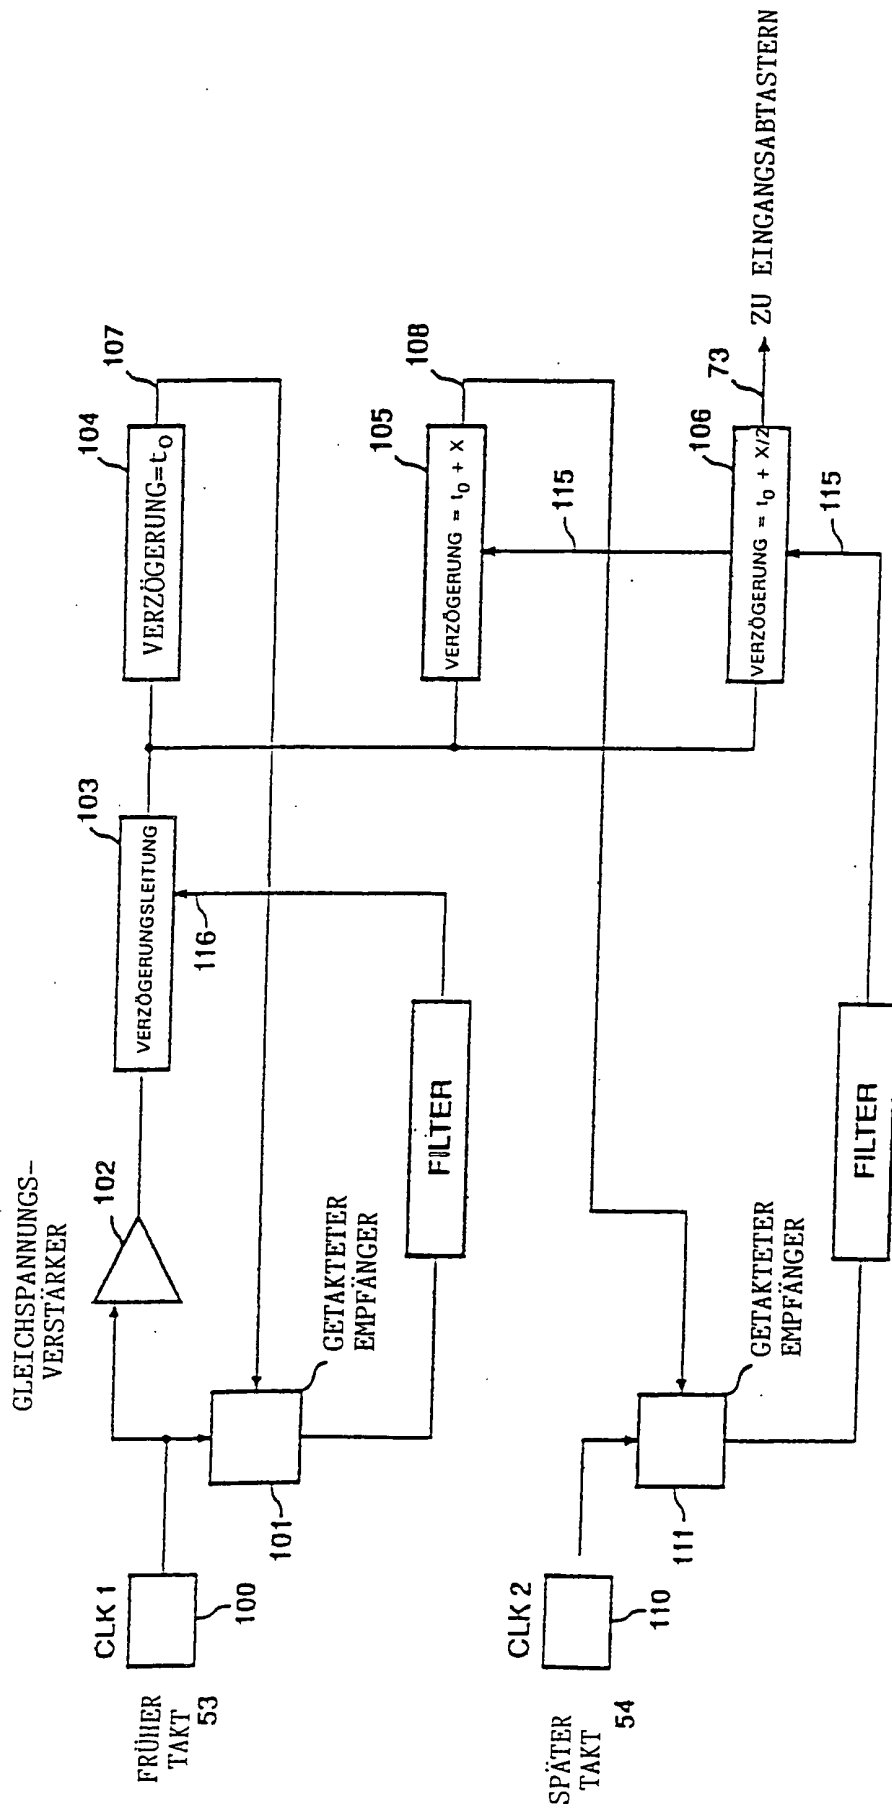 FRÜHER
TAKT
53
CLK 1
100
GLEICHSPANNUNGS-
VERSTÄRKER
102
101
GETAKTETER
EMPFÄNGER
FILTER
116
103
VERZÖGERUNGSLEITUNG
104
VERZÖGERUNG=t₀
107
105
VERZÖGERUNG = t₀ + X
108
115
106
VERZÖGERUNG = t₀ + X/2
73
ZU EINGANGSABTASTERN
115
SPÄTER
TAKT
54
CLK 2
110
111
GETAKTETER
EMPFÄNGER
FILTER